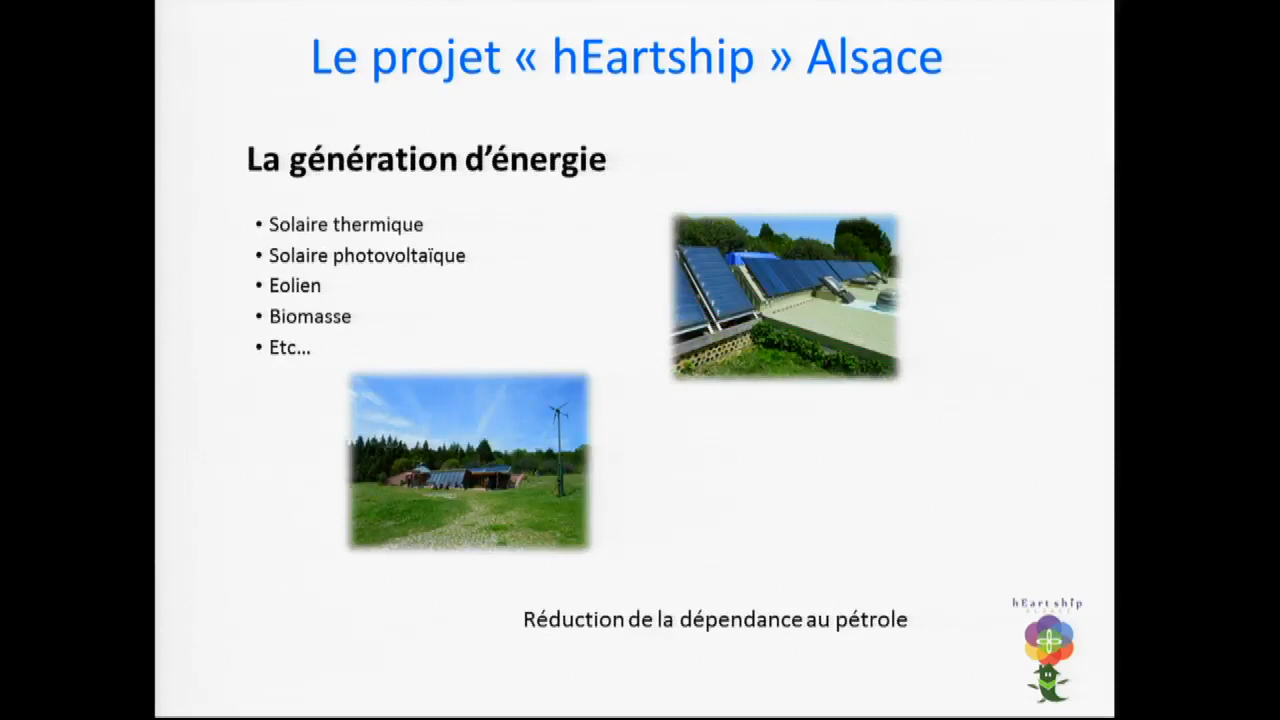 Le projet « hEartship » Alsace
La génération d’énergie
• Solaire thermique
• Solaire photovoltaïque
• Eolien
• Biomasse
• Etc...
Réduction de la dépendance au pétrole
hEartship
ALSACE